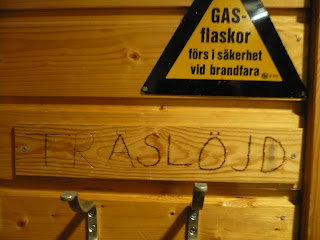 GAS-
flaskor
förs i säkerhet
vid brandfara
TRÄSLÖJD